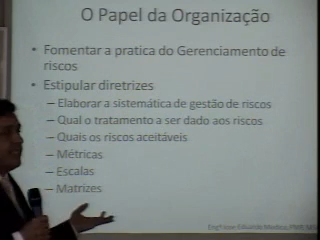 O Papel da Organização
• Fomentar a pratica do Gerenciamento de
riscos
• Estipular diretrizes
– Elaborar a sistemática de gestão de riscos
– Qual o tratamento a ser dado aos riscos
– Quais os riscos aceitáveis
– Métricas
– Escalas
– Matrizes
Eduardo